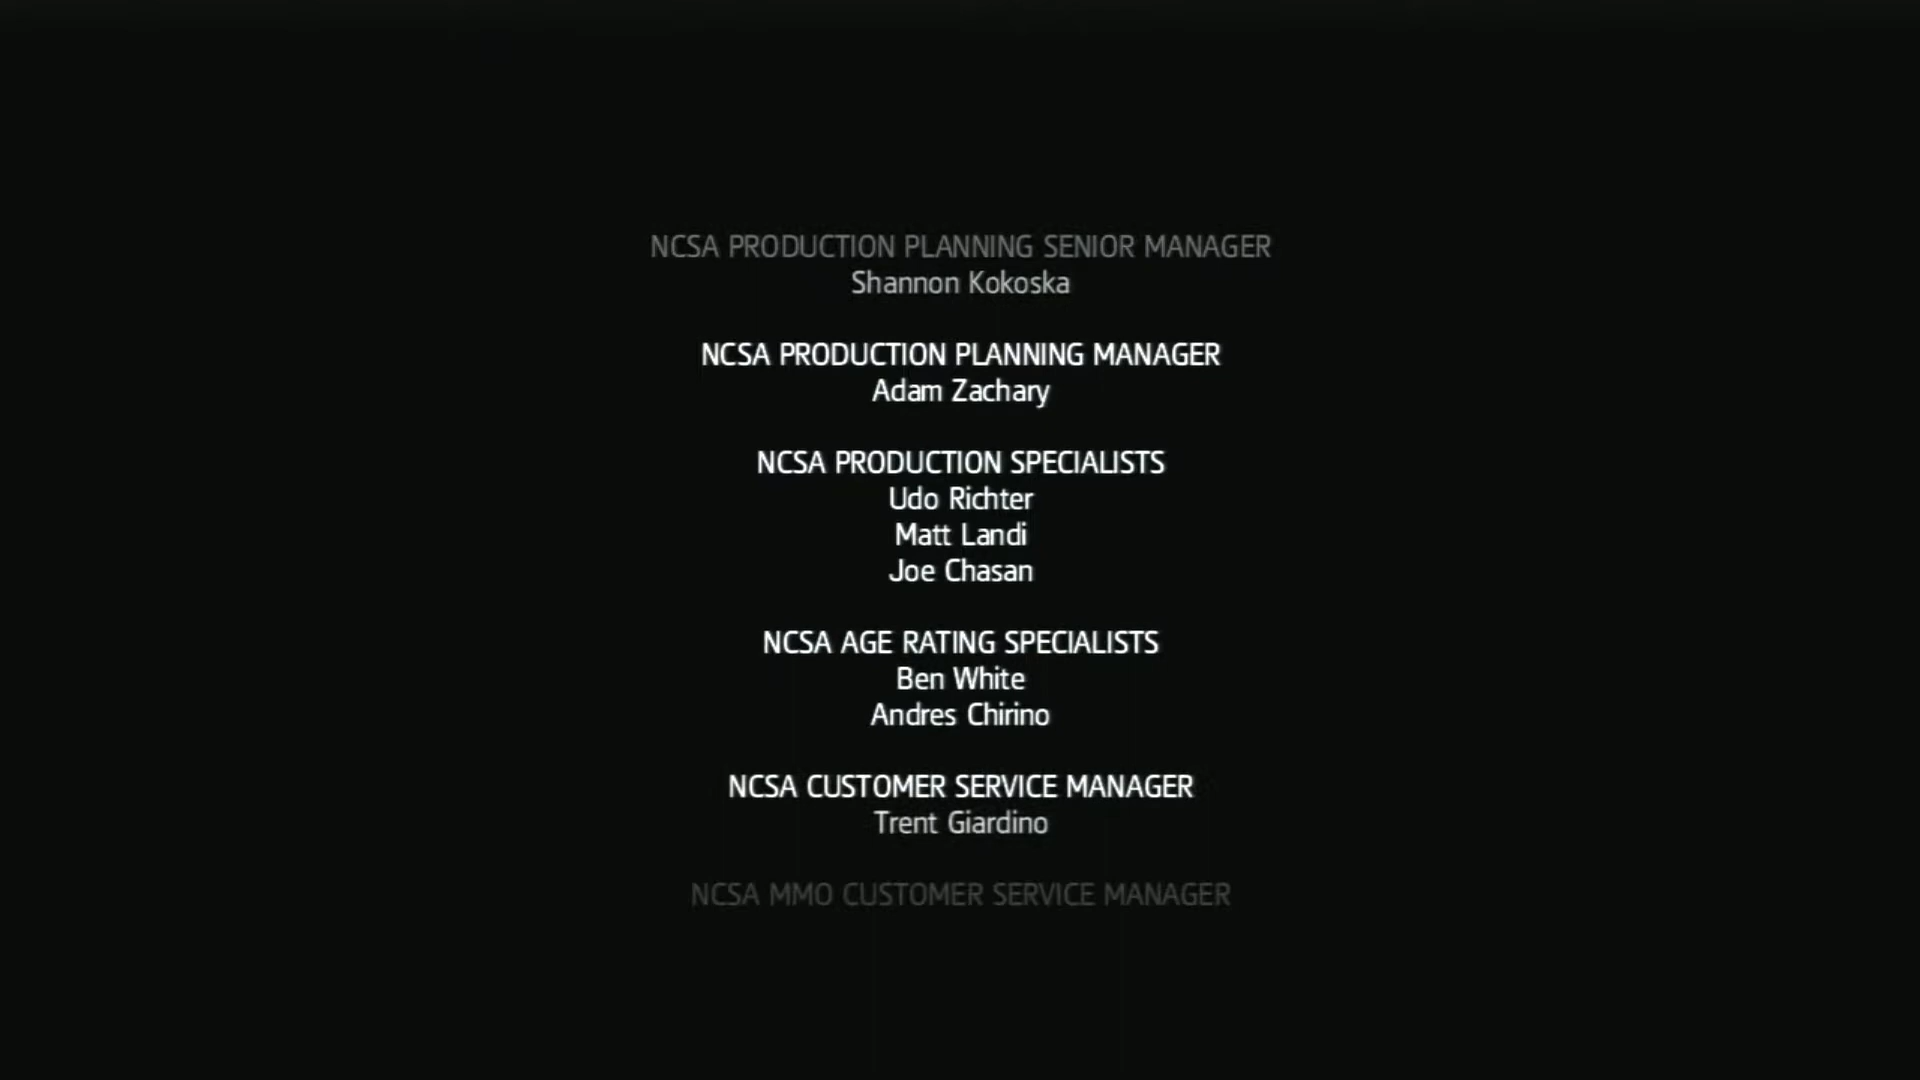 NCSA PRODUCTION PLANNING SENIOR MANAGER
Shannon Kokoska
NCSA PRODUCTION PLANNING MANAGER
Adam Zachary
NCSA PRODUCTION SPECIALISTS
Udo Richter
Matt Landi
Joe Chasan
NCSA AGE RATING SPECIALISTS
Ben White
Andres Chirino
NCSA CUSTOMER SERVICE MANAGER
Trent Giardino
NCSA MMO CUSTOMER SERVICE MANAGER